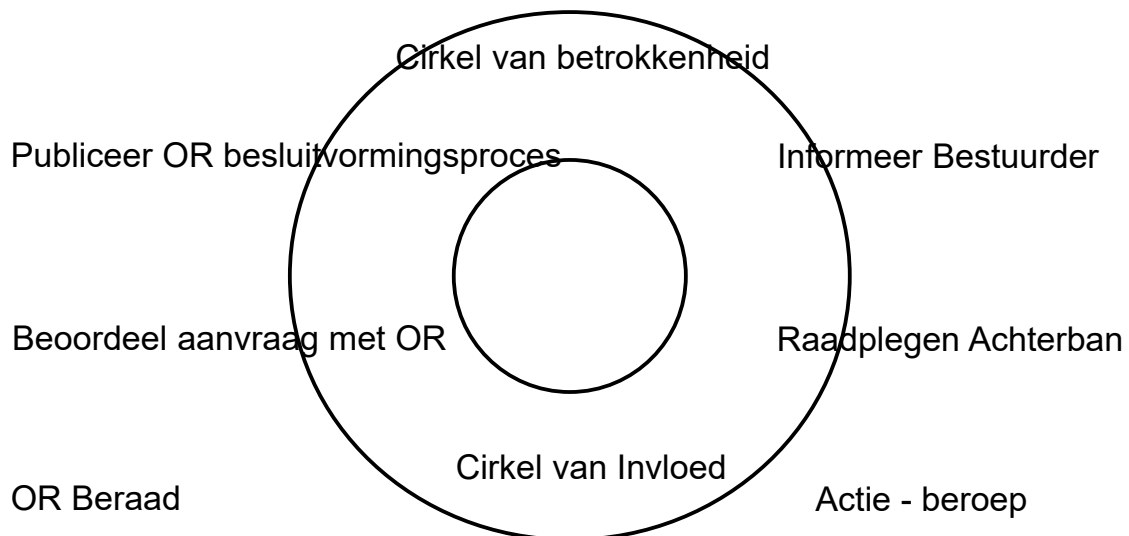 Cirkel van betrokkenheid
Publiceer OR besluitvormingsproces
Informeer Bestuurder
Beoordeel aanvraag met OR
Raadplegen Achterban
Cirkel van Invloed
OR Beraad
Actie - beroep